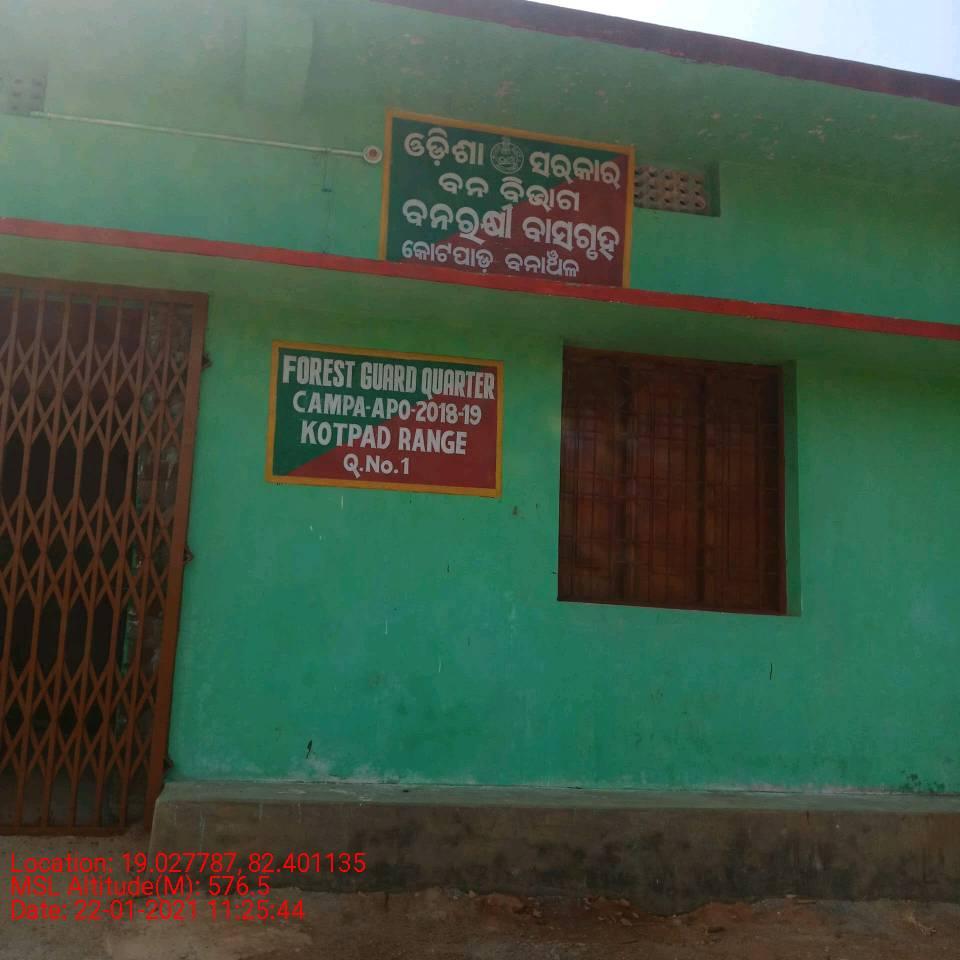 ଓଡ଼ିଶା ସରକାର
ବନ ବିଭାଗ
ବନରକ୍ଷୀ ବାସଗୃହ
କୋଟପାଡ଼ ବନାଞ୍ଚଳ
FOREST GUARD QUARTER
CAMPA-APO-2018-19
KOTPAD RANGE
Q.No.1
Location: 19.027787, 82.401135
MSL Altitude(M): 576.5
Date: 22-01-2021 11:25:44